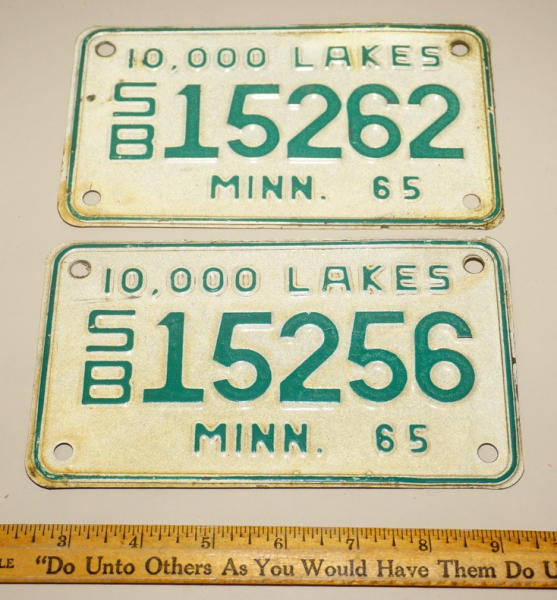 10,000 LAKES
SB 15262
MINN. 65
10,000 LAKES
SB 15256
MINN. 65
3 4 5 6 7 8 9
"Do Unto Others As You Would Have Them Do U